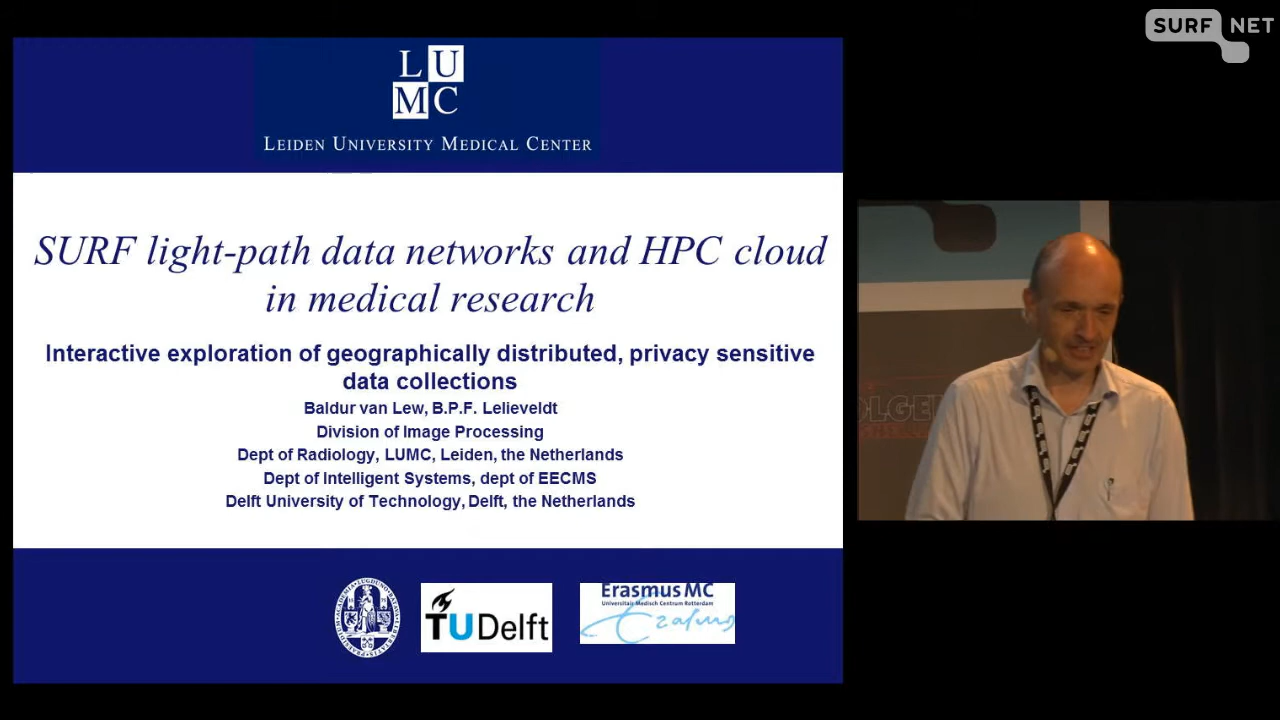 SURF NET
L U
M C
LEIDEN UNIVERSITY MEDICAL CENTER
SURF light-path data networks and HPC cloud
in medical research
Interactive exploration of geographically distributed, privacy sensitive
data collections
Baldur van Lew, B.P.F. Lelieveldt
Division of Image Processing
Dept of Radiology, LUMC, Leiden, the Netherlands
Dept of Intelligent Systems, dept of EECMS
Delft University of Technology, Delft, the Netherlands
TU Delft
Erasmus MC
Universitair Medisch Centrum Rotterdam
Erasmus